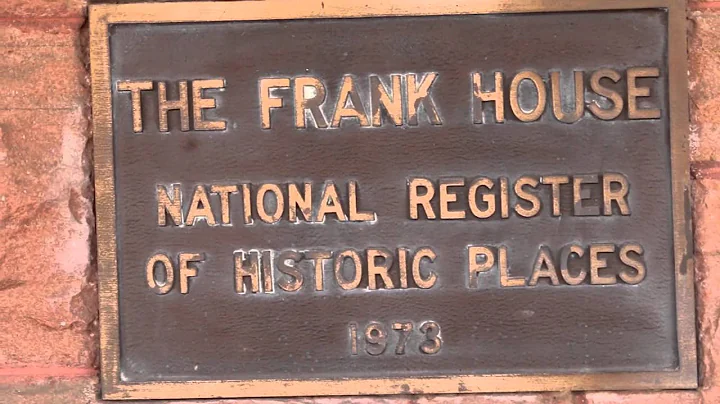 THE FRANK HOUSE
NATIONAL REGISTER
OF HISTORIC PLACES
1973